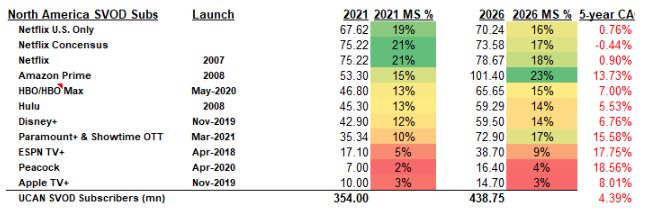 North America SVOD Subs Launch 2021 2021 MS % 2026 2026 MS % 5-year CAG
Netflix U.S. Only 67.62 19% 70.24 16% 0.76%
Netflix Concensus 75.22 21% 73.58 17% -0.44%
Netflix 2007 75.22 21% 78.67 18% 0.90%
Amazon Prime 2008 53.30 15% 101.40 23% 13.73%
HBO/HBO Max May-2020 46.80 13% 65.65 15% 7.00%
Hulu 2008 45.30 13% 59.29 14% 5.53%
Disney+ Nov-2019 42.90 12% 59.50 14% 6.76%
Paramount+ & Showtime OTT Mar-2021 35.34 10% 72.90 17% 15.58%
ESPN TV+ Apr-2018 17.10 5% 38.70 9% 17.75%
Peacock Apr-2020 7.00 2% 16.40 4% 18.56%
Apple TV+ Nov-2019 10.00 3% 14.70 3% 8.01%
UCAN SVOD Subscribers (mn) 354.00 438.75 4.39%